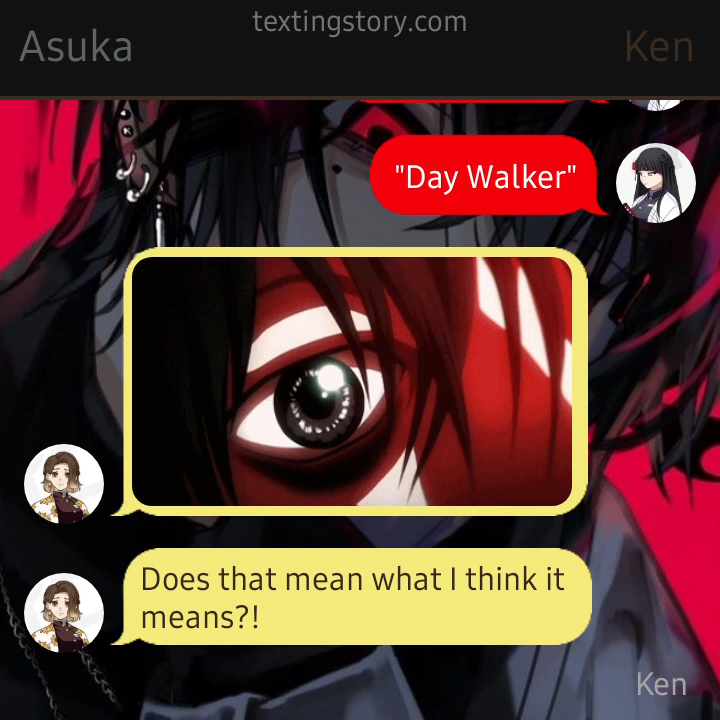 textingstory.com
Asuka
Ken
"Day Walker"
Does that mean what I think it
means?!
Ken